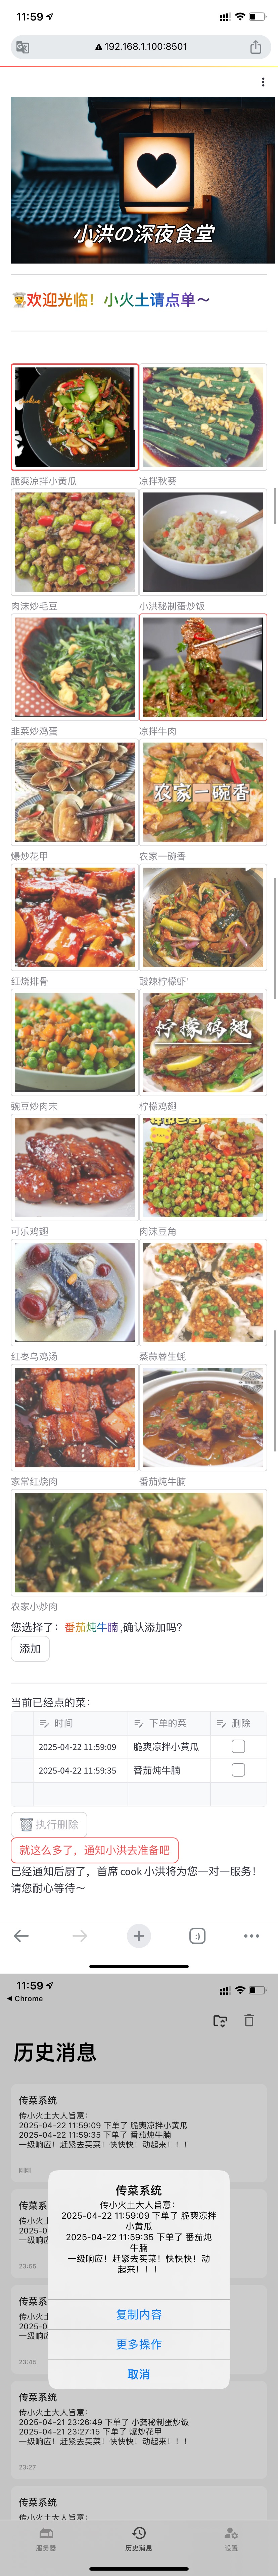 11:59
192.168.1.100:8501
小洪の深夜食堂
欢迎光临！小火土请点单～
脆爽凉拌小黄瓜
凉拌秋葵
肉沫炒毛豆
小洪秘制蛋炒饭
韭菜炒鸡蛋
凉拌牛肉
农家一碗香
爆炒花甲
农家一碗香
红烧排骨
酸辣柠檬虾'
柠檬鸡翅
豌豆炒肉末
柠檬鸡翅
可乐鸡翅
肉沫豆角
红枣乌鸡汤
蒸蒜蓉生蚝
家常红烧肉
番茄炖牛腩
农家小炒肉
您选择了：番茄炖牛腩 ,确认添加吗?
添加
当前已经点的菜：
时间 下单的菜 删除
2025-04-22 11:59:09 脆爽凉拌小黄瓜
2025-04-22 11:59:35 番茄炖牛腩
执行删除
就这么多了，通知小洪去准备吧
已经通知后厨了，首席 cook 小洪将为您一对一服务！
请您耐心等待～
11:59
Chrome
历史消息
传菜系统
传小火土大人旨意：
2025-04-22 11:59:09 下单了 脆爽凉拌小黄瓜
2025-04-22 11:59:35 下单了 番茄炖牛腩
一级响应！赶紧去买菜！快快快！动起来！！！
刚刚
传菜系统
传小火土大人旨意：
2025-04-22 11:59:09 下单了 脆爽凉拌
小黄瓜
2025-04-22 11:59:35 下单了 番茄炖
牛腩
一级响应！赶紧去买菜！快快快！动
起来！！！
复制内容
更多操作
取消
传菜系
传小火土
2025-0
一级响应
23:55
传菜系
传小火土
2025-0
一级响应
23:45
传菜系统
传小火土大人旨意：
2025-04-21 23:26:49 下单了 小龚秘制蛋炒饭
2025-04-21 23:27:15 下单了 爆炒花甲
一级响应！赶紧去买菜！快快快！动起来！！！
23:27
传菜系统
传小火土大人旨意：
服务器
历史消息
设置